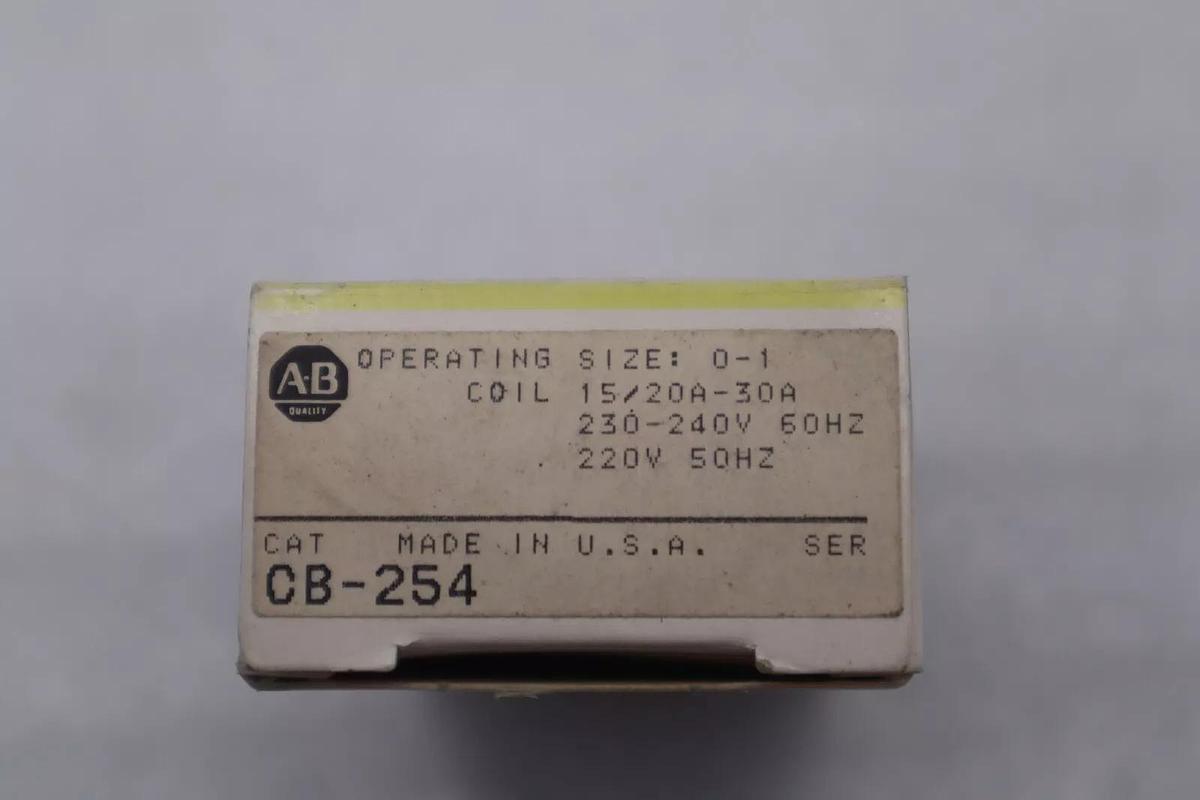 A-B
QUALITY
OPERATING SIZE: 0-1
COIL 15/20A-30A
230-240V 60HZ
220V 50HZ
CAT MADE IN U.S.A. SER
CB-254